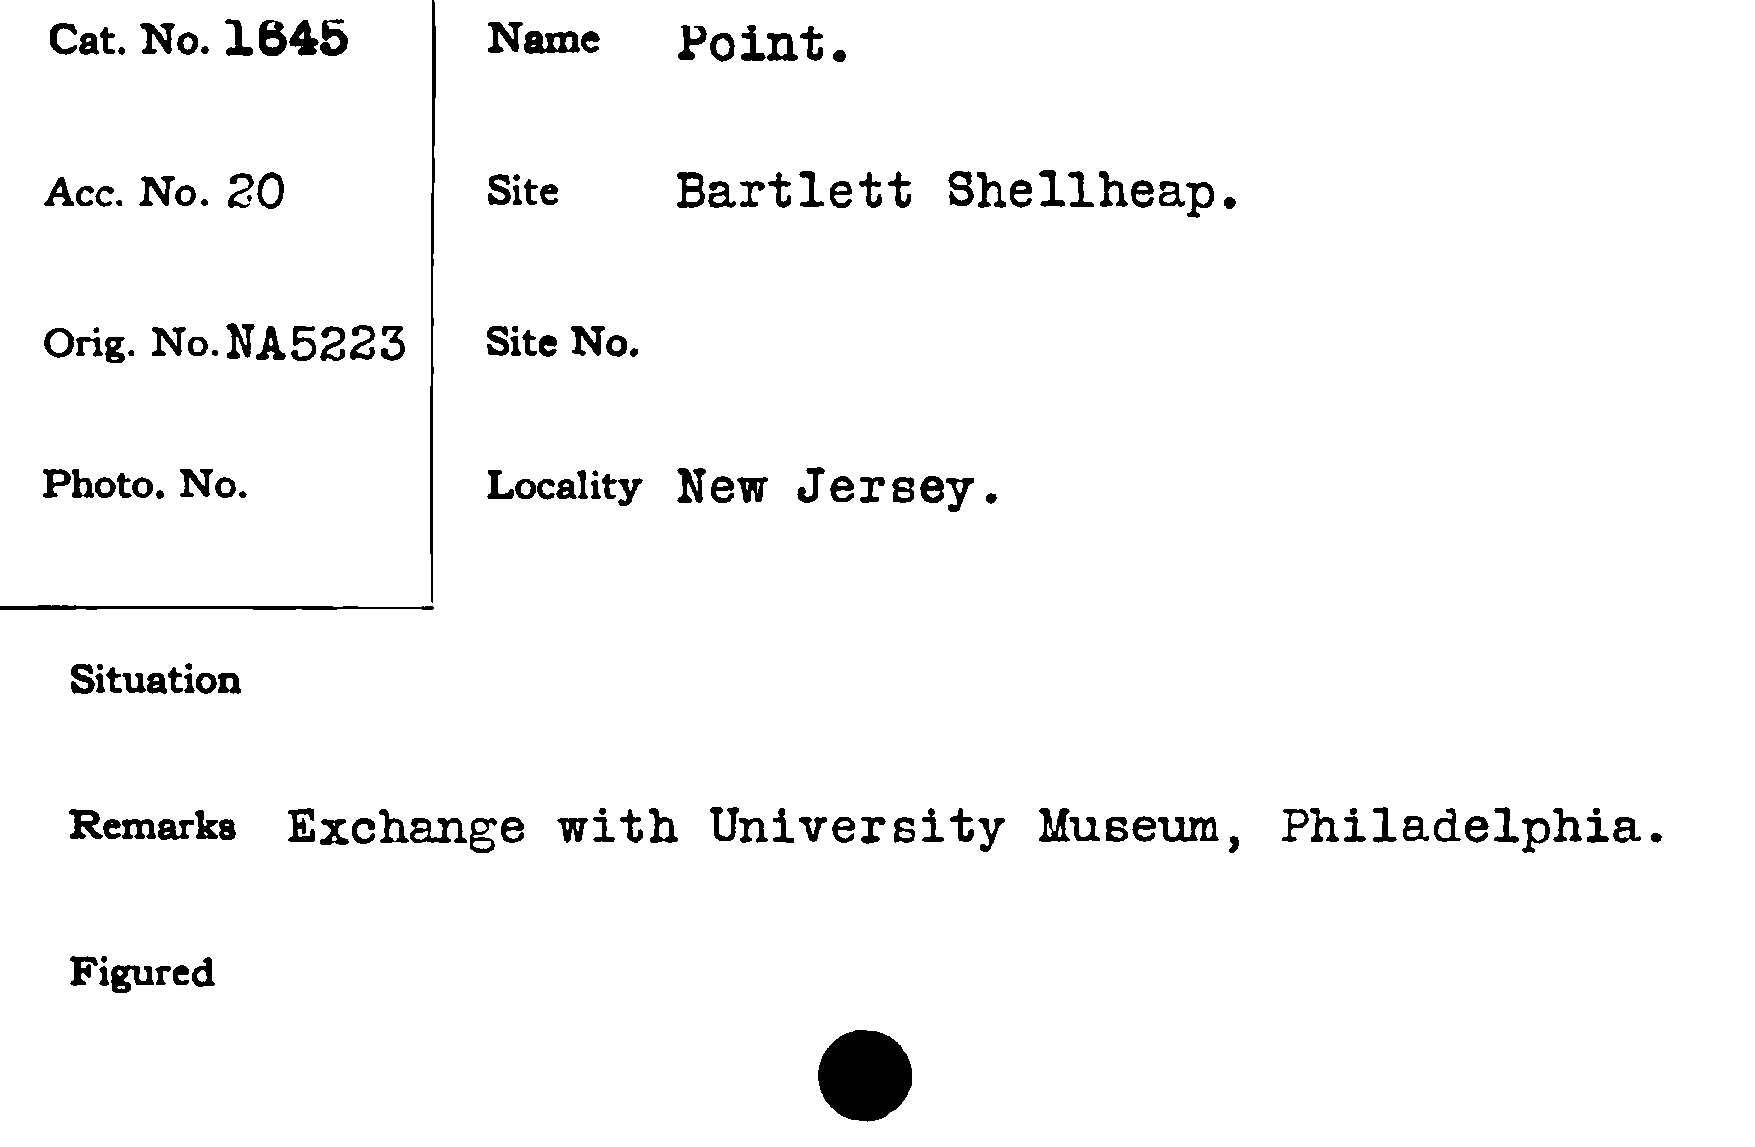 Cat. No. 1645
Name Point.
Acc. No. 20
Site Bartlett Shellheap.
Orig. No. NA5223
Site No.
Photo. No.
Locality New Jersey.
Situation
Remarks Exchange with University Museum, Philadelphia.
Figured